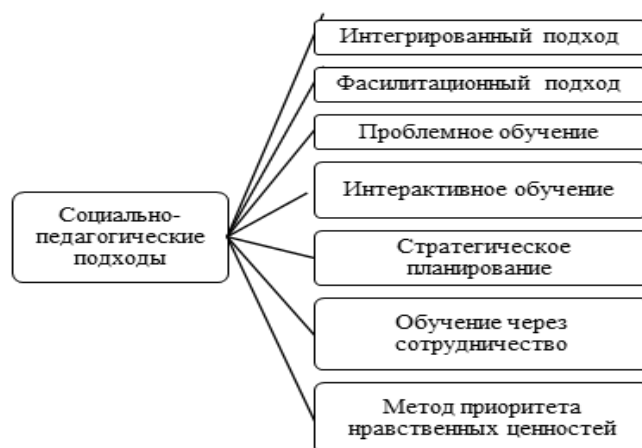 Социально-
педагогические
подходы
Интегрированный подход
Фасилитационный подход
Проблемное обучение
Интерактивное обучение
Стратегическое
планирование
Обучение через
сотрудничество
Метод приоритета
нравственных ценностей